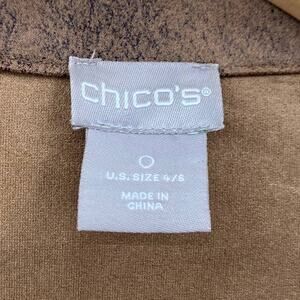 chico's®
0
U.S. SIZE 4/6
MADE IN
CHINA